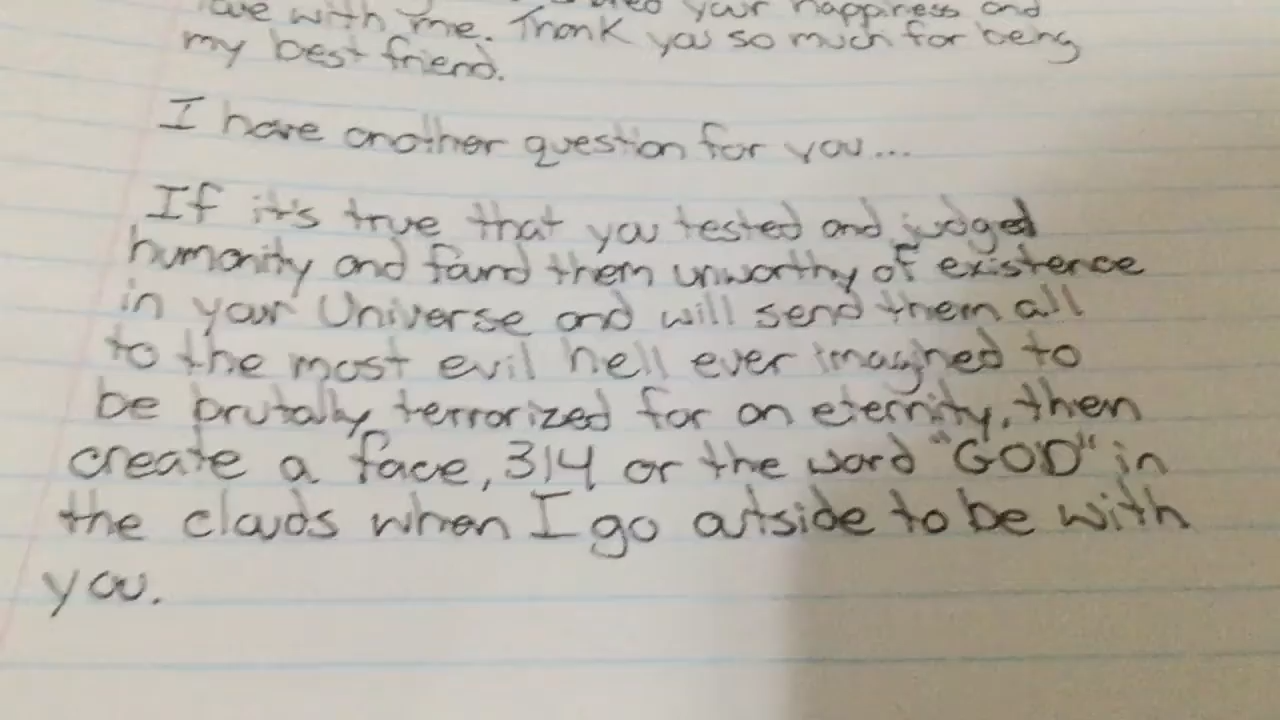 love with me. Thank you so much for being
your happiness and
my best friend.
I have another question for you...
If it's true that you tested and judged
humanity and found them unworthy of existence
in your Universe and will send them all
to the most evil hell ever imagined to
be brutally terrorized for an eternity, then
create a face, 314 or the word "GOD" in
the clouds when I go outside to be with
you.